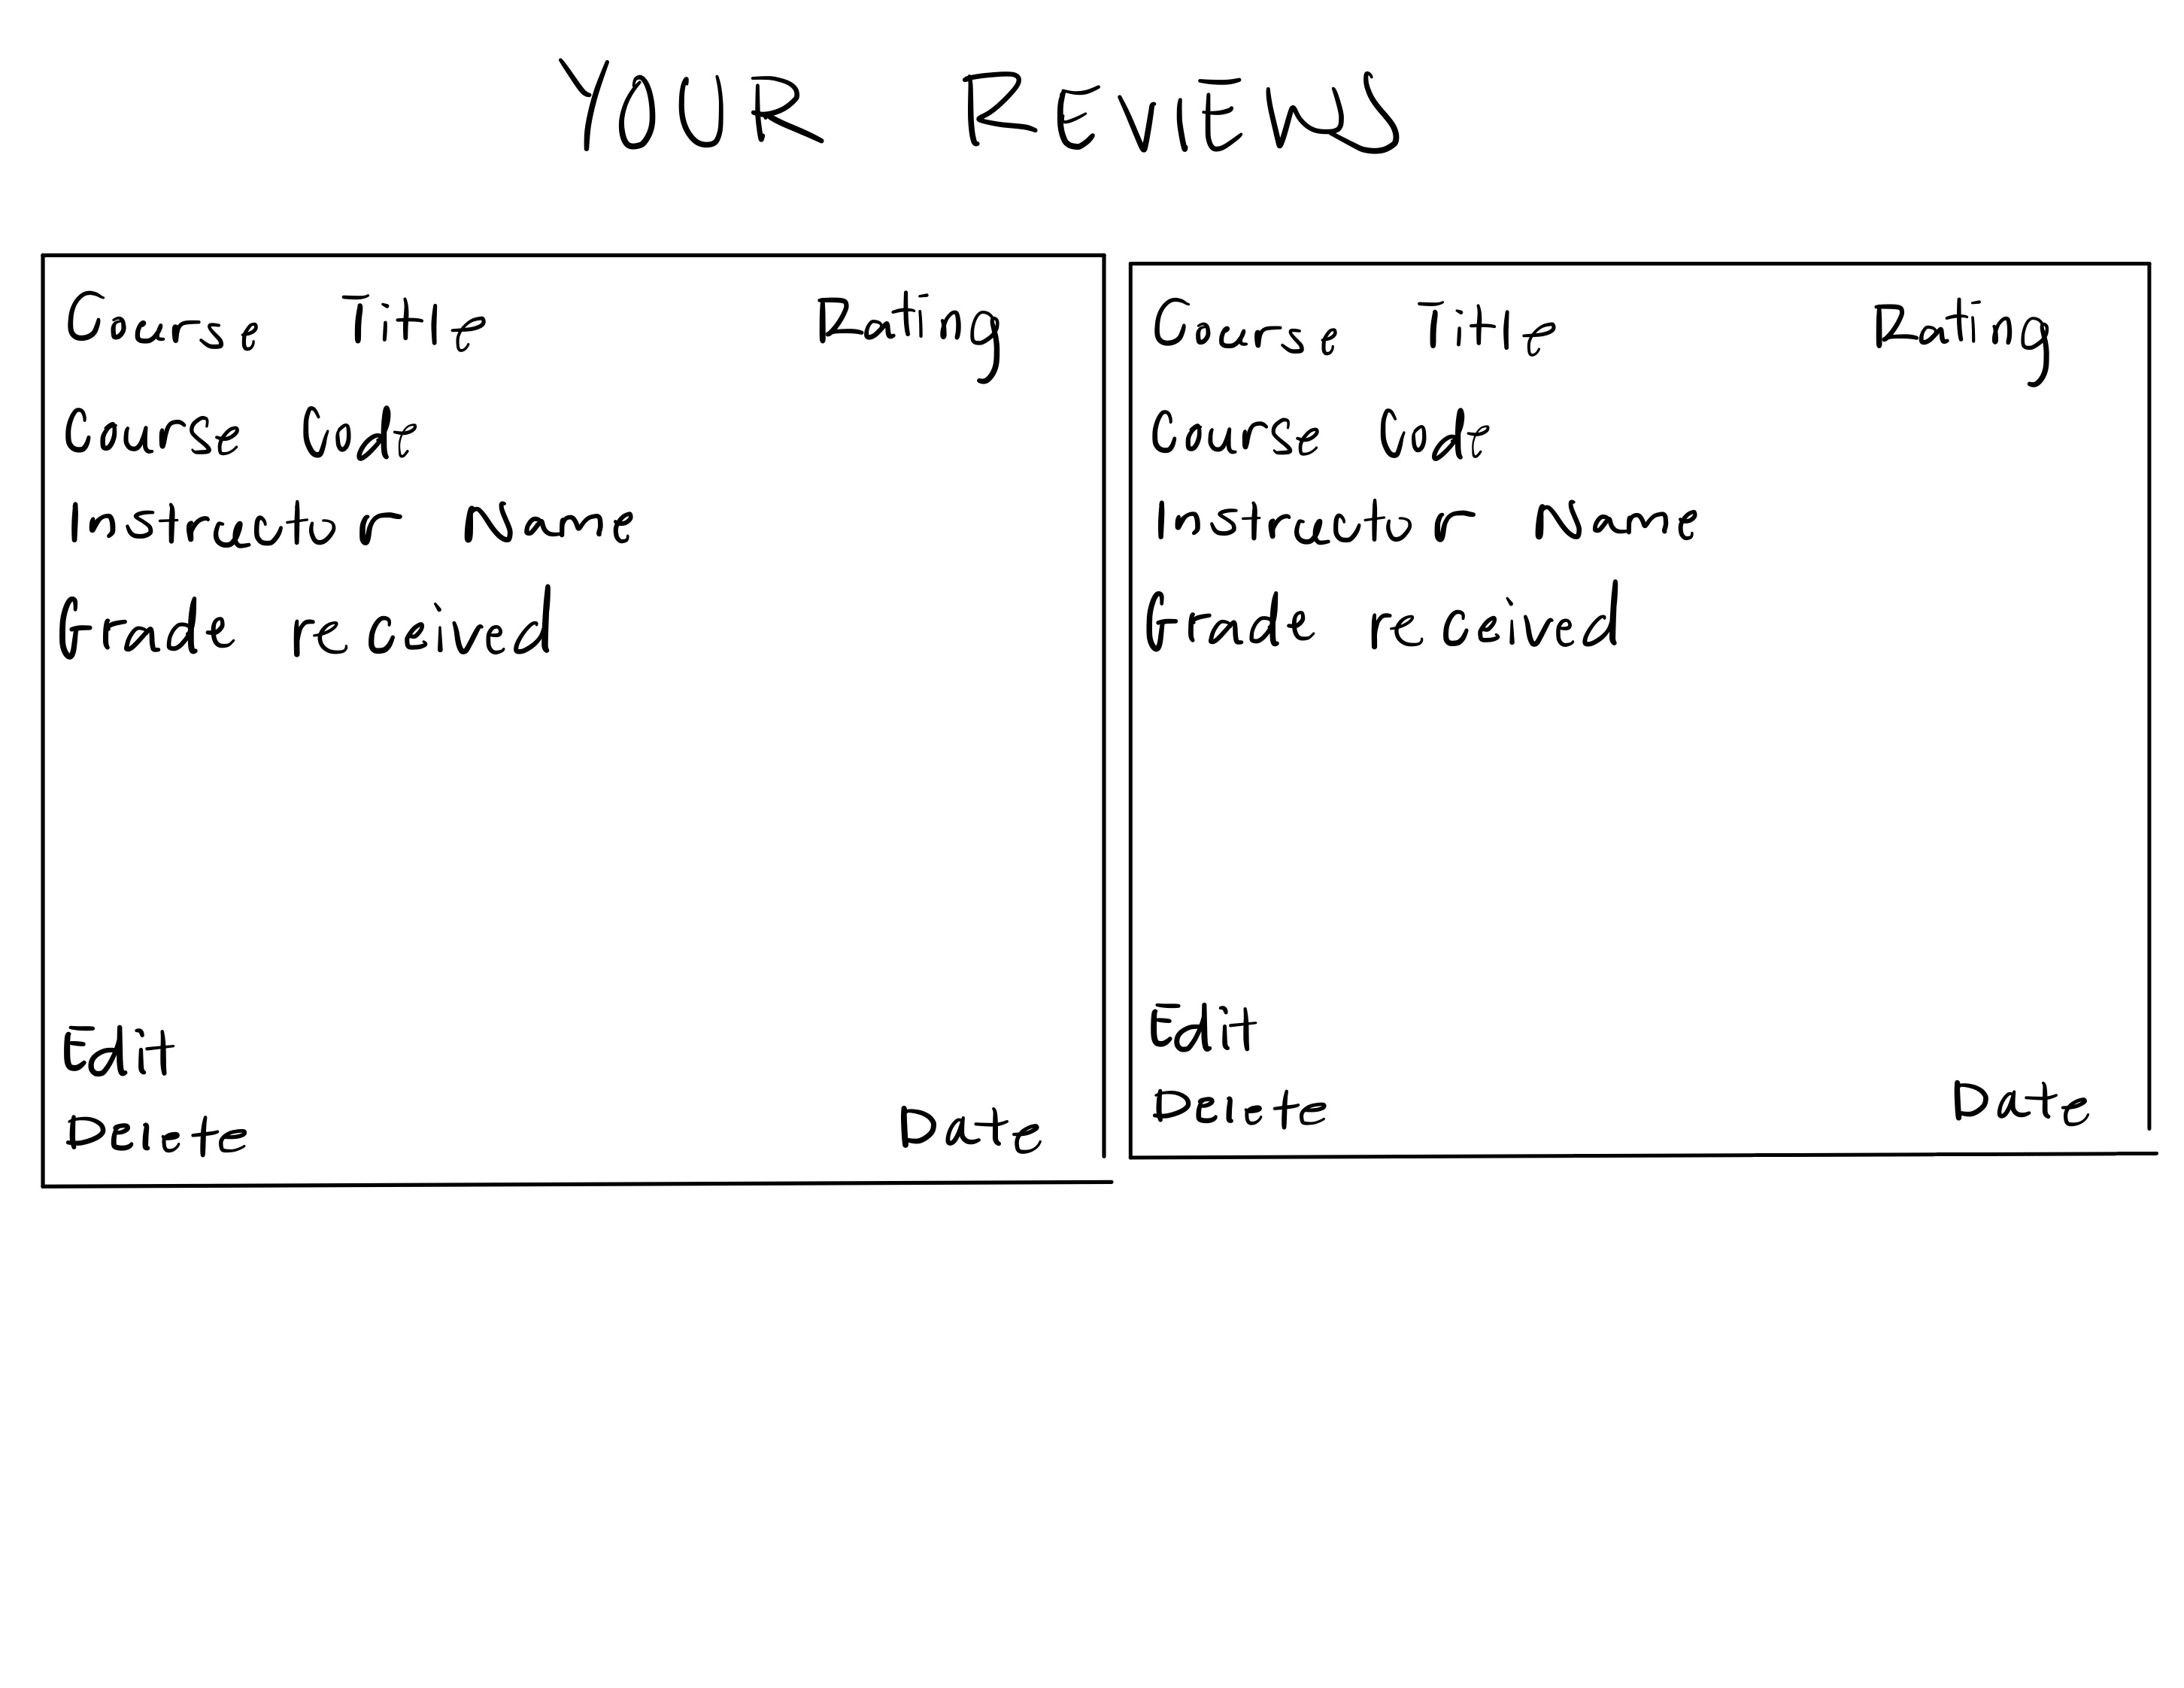 YOUR REVIEWS
Course Title Rating
Course Code
Instructor Name
Grade received
Edit
Delete Date
Course Title Rating
Course Code
Instructor Name
Grade received
Edit
Delete Date